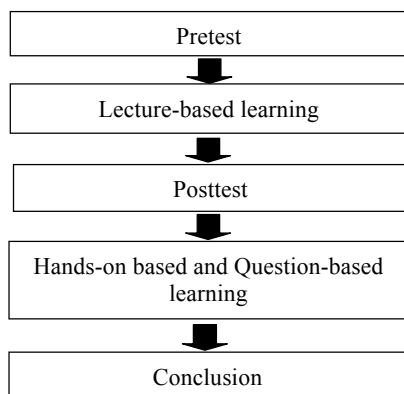 Pretest
Lecture-based learning
Posttest
Hands-on based and Question-based
learning
Conclusion